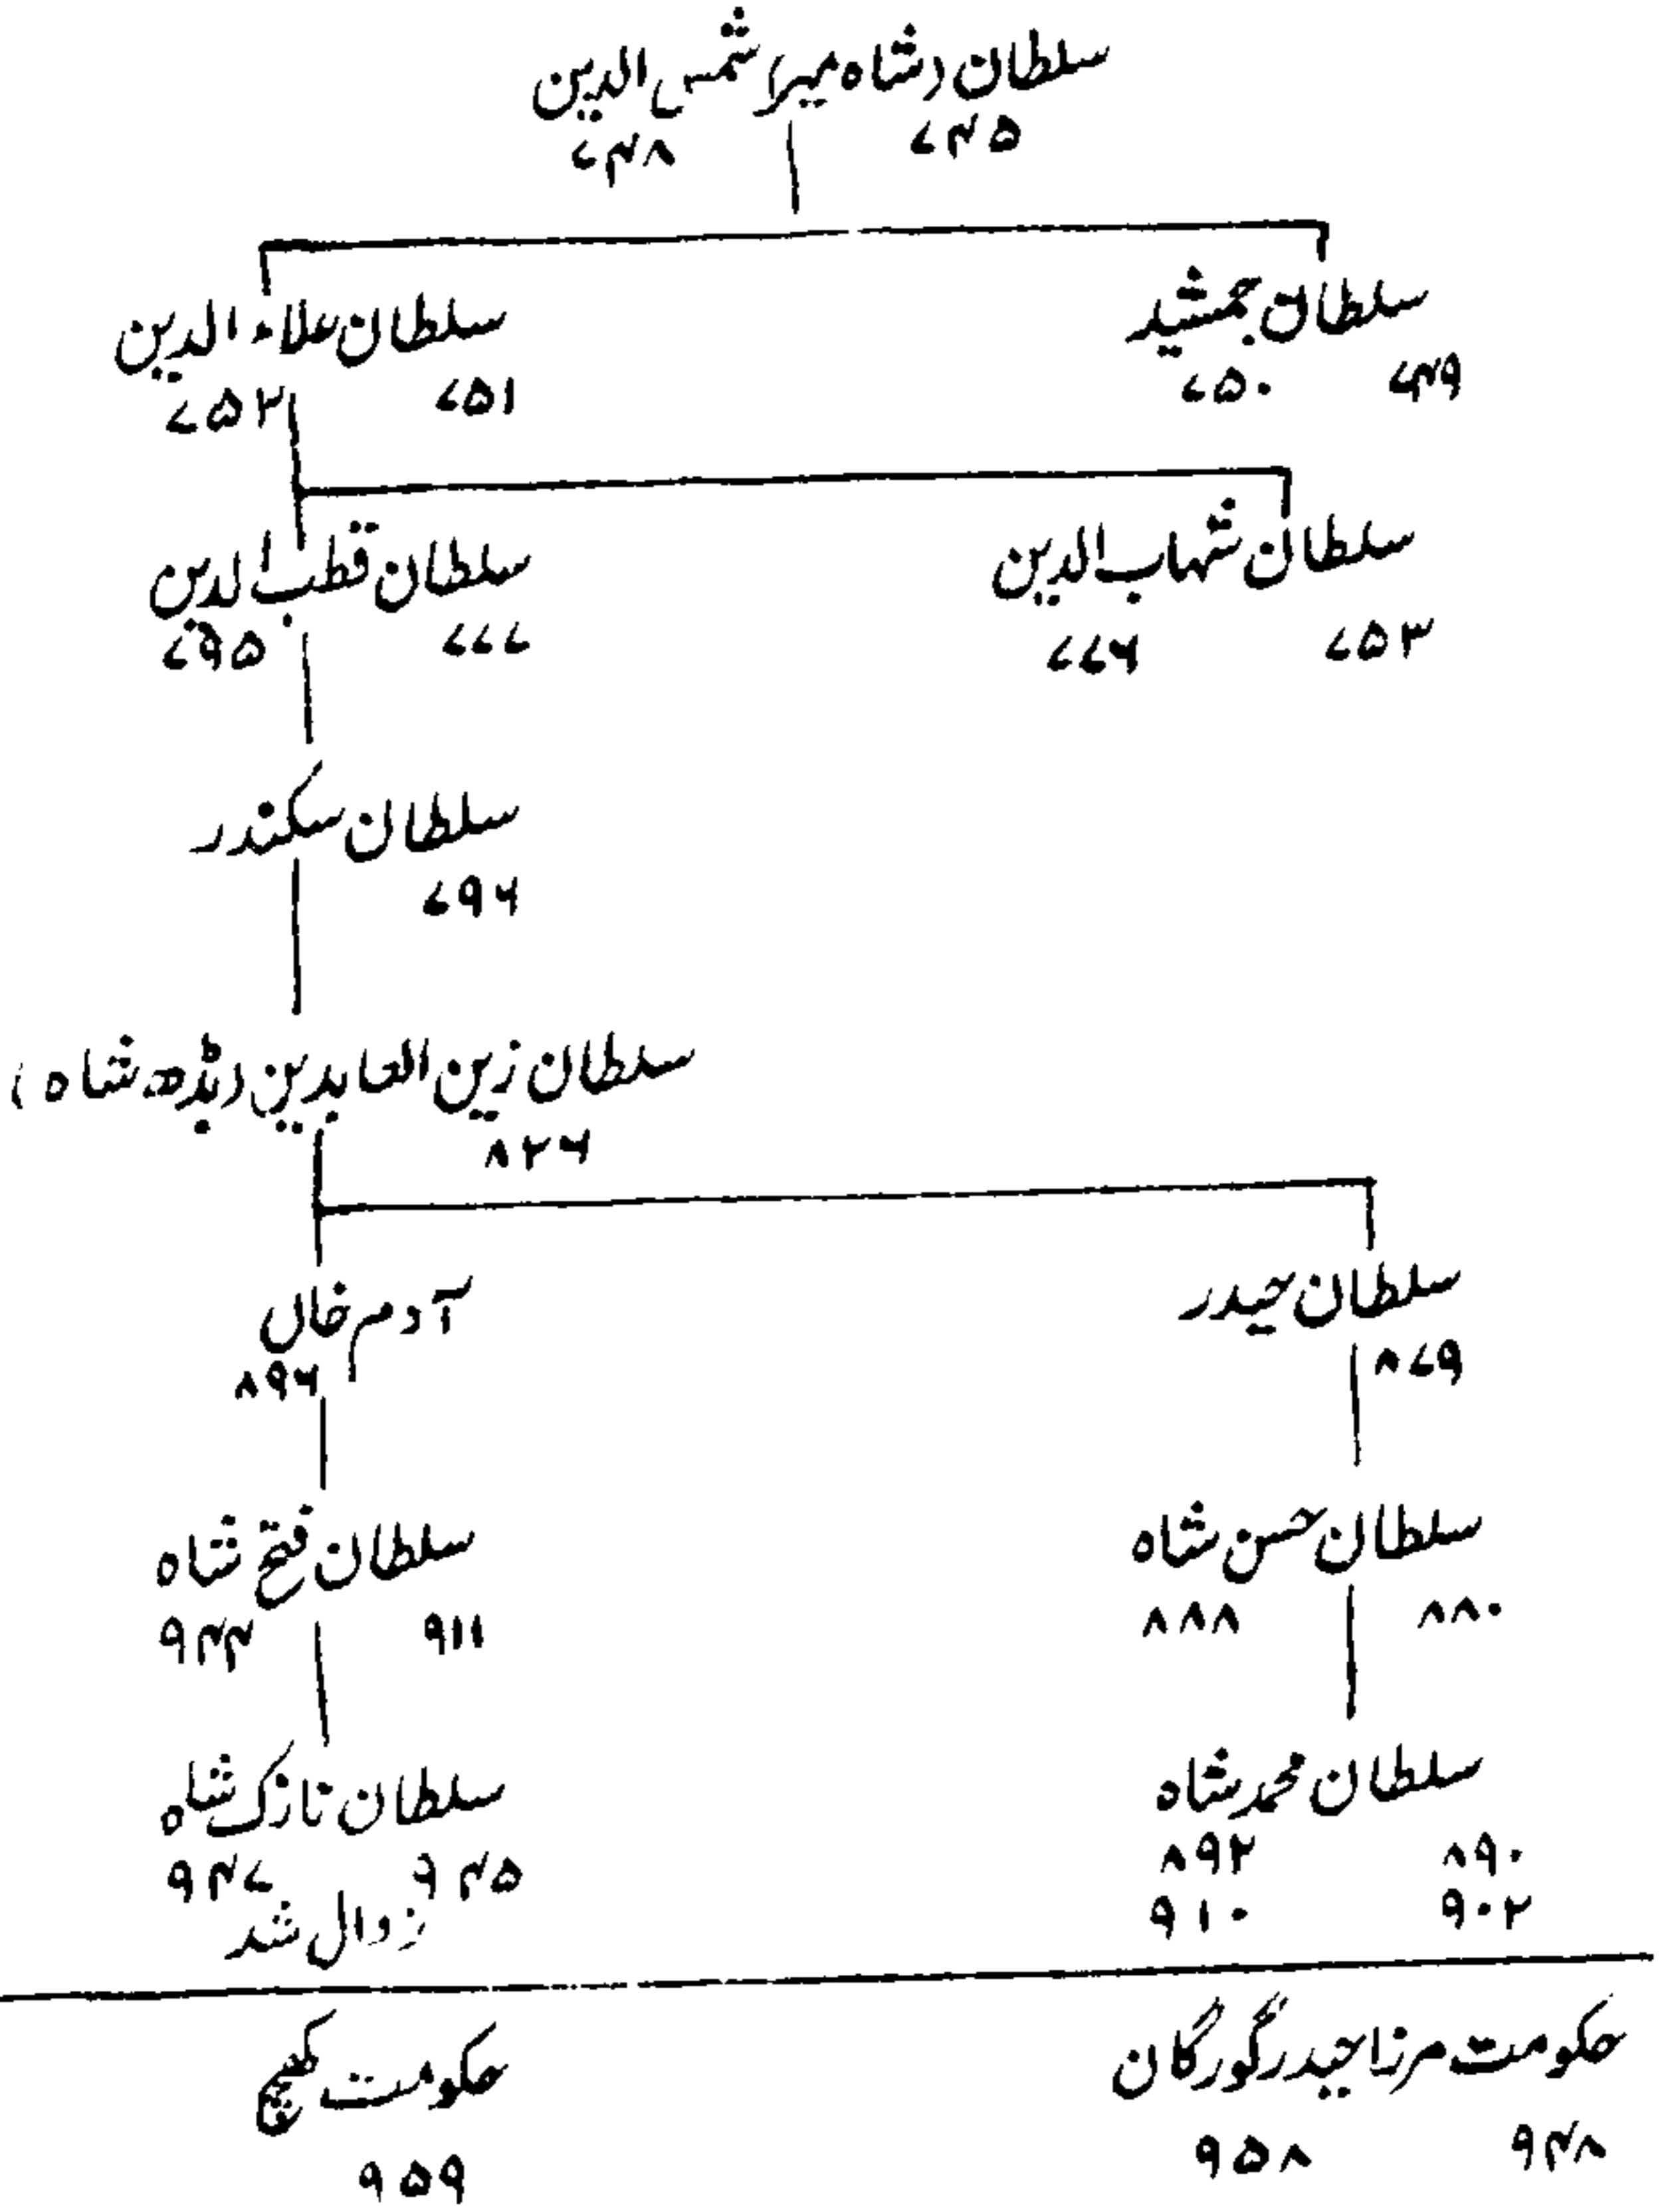 سلطان (شاہ میر) شمس الدین
۷۴۵ ۷۴۸
سلطان جمشید
۷۴۹ ۷۵۰
سلطان علاء الدین
۷۵۱ ۷۵۲
سلطان شہاب الدین
۷۵۳ ۷۷۶
سلطان قطب الدین
۷۷۷ ۷۹۵
سلطان سکندر
۷۹۶
سلطان زین العابدین (بڈھ شاہ)
۸۲۶
سلطان حیدر
۸۷۹
آدم خاں
۸۹۶
سلطان حسن شاہ
۸۸۰ ۸۸۸
سلطان فتح شاہ
۹۱۱ ۹۴۴
سلطان محمد شاہ
۸۹۰ ۸۹۲
۹۰۲ ۹۱۰
سلطان نازک شاہ
۹۴۵ ۹۴۷
زوال شد
حکومت مرزا حیدر گورگان
۹۴۸ ۹۵۸
حکومت
۹۵۹